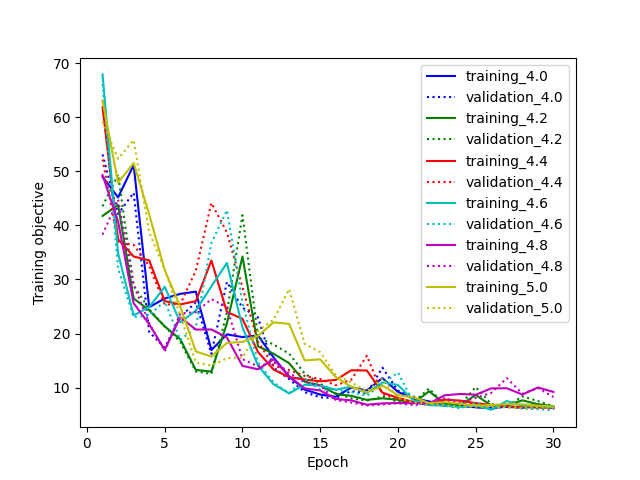 70
60
50
40
30
20
10
Training objective
0
5
10
15
20
25
30
Epoch
training_4.0
validation_4.0
training_4.2
validation_4.2
training_4.4
validation_4.4
training_4.6
validation_4.6
training_4.8
validation_4.8
training_5.0
validation_5.0